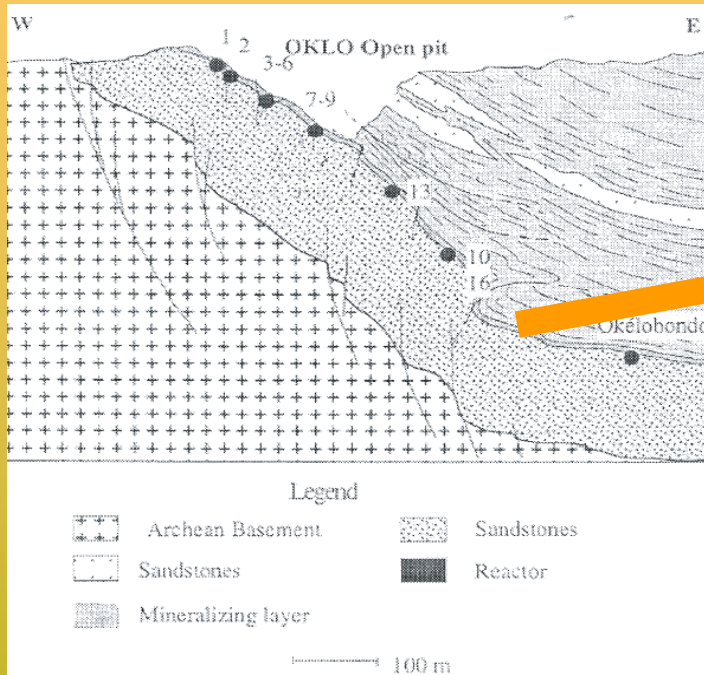 W
E
1
2
OKLO Open pit
3-6
7-9
13
10
16
Okélobondo
Legend
Archean Basement
Sandstones
Sandstones
Reactor
Mineralizing layer
100 m